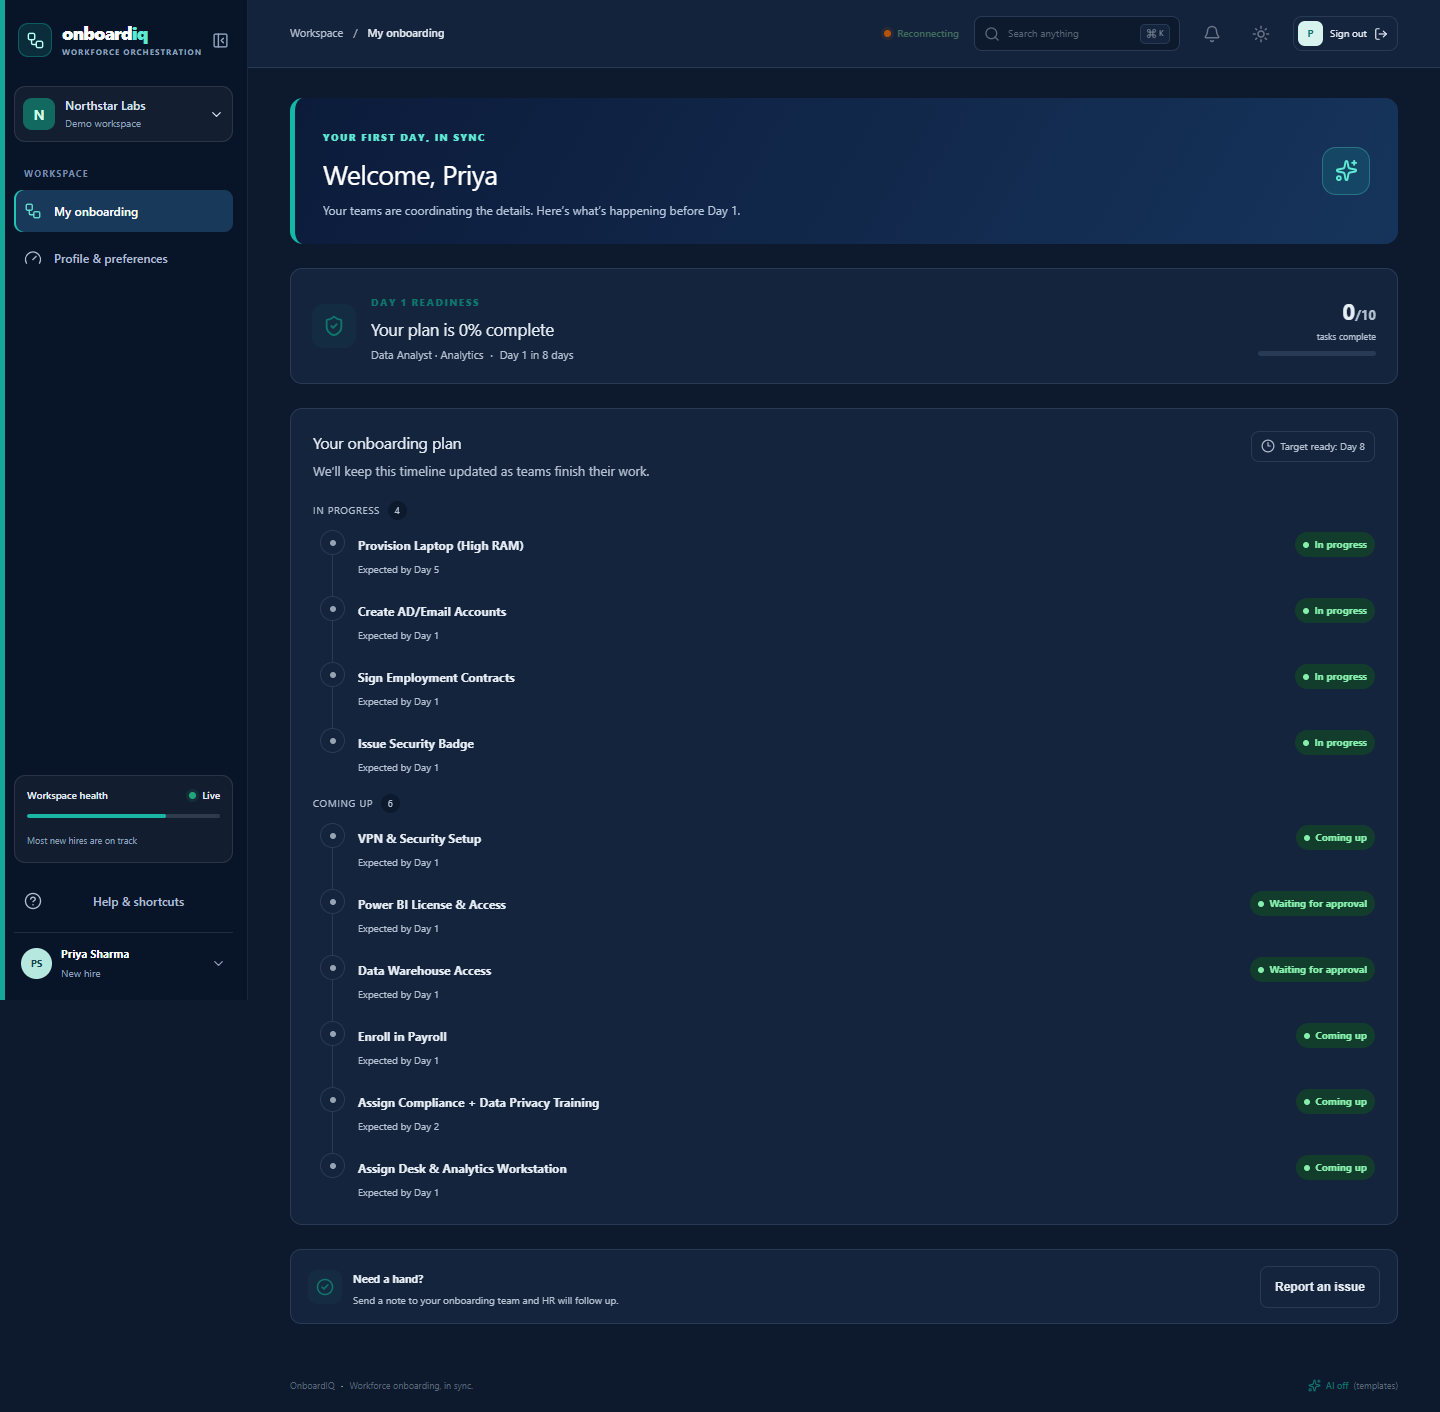 onboardiq
WORKFORCE ORCHESTRATION
N
Northstar Labs
Demo workspace
WORKSPACE
My onboarding
Profile & preferences
Workspace health
Live
Most new hires are on track
Help & shortcuts
PS
Priya Sharma
New hire
Workspace / My onboarding
Reconnecting
Search anything
⌘ K
P
Sign out
YOUR FIRST DAY, IN SYNC
Welcome, Priya
Your teams are coordinating the details. Here's what's happening before Day 1.
DAY 1 READINESS
Your plan is 0% complete
Data Analyst · Analytics · Day 1 in 8 days
0/10
tasks complete
Your onboarding plan
We'll keep this timeline updated as teams finish their work.
Target ready: Day 8
IN PROGRESS 4
Provision Laptop (High RAM)
In progress
Expected by Day 5
Create AD/Email Accounts
In progress
Expected by Day 1
Sign Employment Contracts
In progress
Expected by Day 1
Issue Security Badge
In progress
Expected by Day 1
COMING UP 6
VPN & Security Setup
Coming up
Expected by Day 1
Power BI License & Access
Waiting for approval
Expected by Day 1
Data Warehouse Access
Waiting for approval
Expected by Day 1
Enroll in Payroll
Coming up
Expected by Day 1
Assign Compliance + Data Privacy Training
Coming up
Expected by Day 2
Assign Desk & Analytics Workstation
Coming up
Expected by Day 1
Need a hand?
Send a note to your onboarding team and HR will follow up.
Report an issue
OnboardIQ · Workforce onboarding, in sync.
AI off (templates)